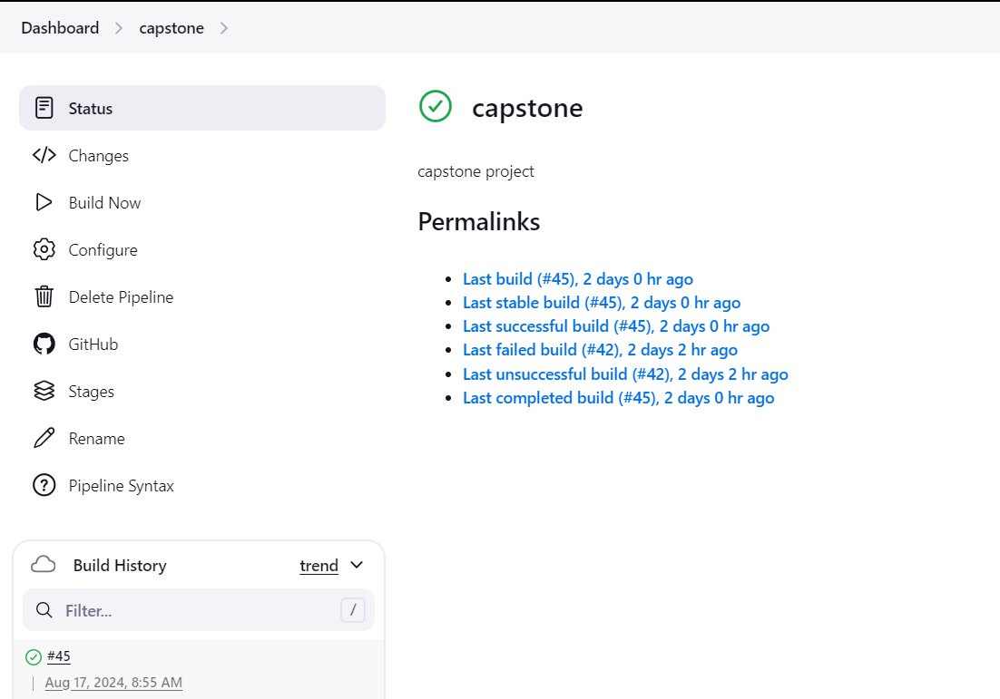 Dashboard > capstone >
Status
Changes
Build Now
Configure
Delete Pipeline
GitHub
Stages
Rename
Pipeline Syntax
Build History trend
Filter... /
#45
Aug 17, 2024, 8:55 AM
capstone
capstone project
Permalinks
• Last build (#45), 2 days 0 hr ago
• Last stable build (#45), 2 days 0 hr ago
• Last successful build (#45), 2 days 0 hr ago
• Last failed build (#42), 2 days 2 hr ago
• Last unsuccessful build (#42), 2 days 2 hr ago
• Last completed build (#45), 2 days 0 hr ago